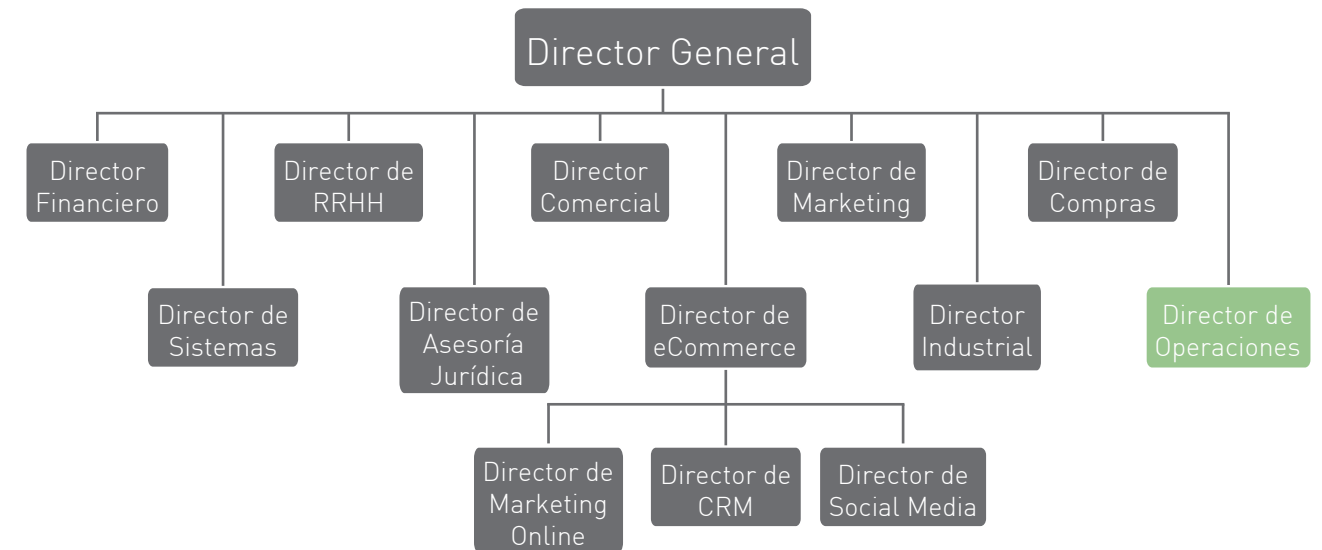 Director General
Director
Financiero
Director de
RRHH
Director
Comercial
Director de
Marketing
Director de
Compras
Director de
Sistemas
Director de
Asesoría
Jurídica
Director de
eCommerce
Director
Industrial
Director de
Operaciones
Director de
Marketing
Online
Director de
CRM
Director de
Social Media